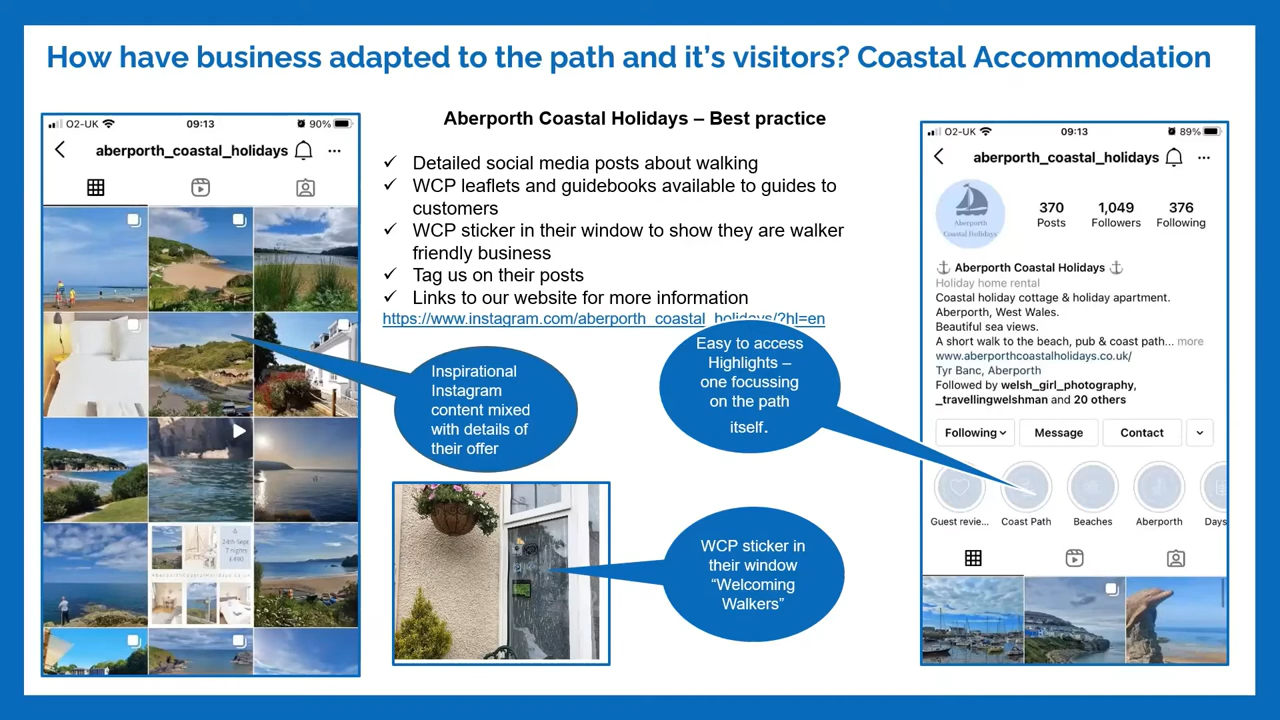 How have business adapted to the path and it's visitors? Coastal Accommodation
O2-UK 09:13 90%
aberporth_coastal_holidays
24th Sept
7 nights
£490
Aberporth Coastal Holidays – Best practice
✓ Detailed social media posts about walking
✓ WCP leaflets and guidebooks available to guides to
customers
✓ WCP sticker in their window to show they are walker
friendly business
✓ Tag us on their posts
✓ Links to our website for more information
https://www.instagram.com/aberporth_coastal_holidays/?hl=en
Inspirational
Instagram
content mixed
with details of
their offer
Easy to access
Highlights –
one focussing
on the path
itself.
WCP sticker in
their window
“Welcoming
Walkers”
O2-UK 09:13 89%
aberporth_coastal_holidays
Aberporth
Coastal Holidays
370 1,049 376
Posts Followers Following
Aberporth Coastal Holidays
Holiday home rental
Coastal holiday cottage & holiday apartment.
Aberporth, West Wales.
Beautiful sea views.
A short walk to the beach, pub & coast path... more
www.aberporthcoastalholidays.co.uk/
Tyr Banc, Aberporth
Followed by welsh_girl_photography,
_travellingwelshman and 20 others
Following Message Contact
Guest revie... Coast Path Beaches Aberporth Days